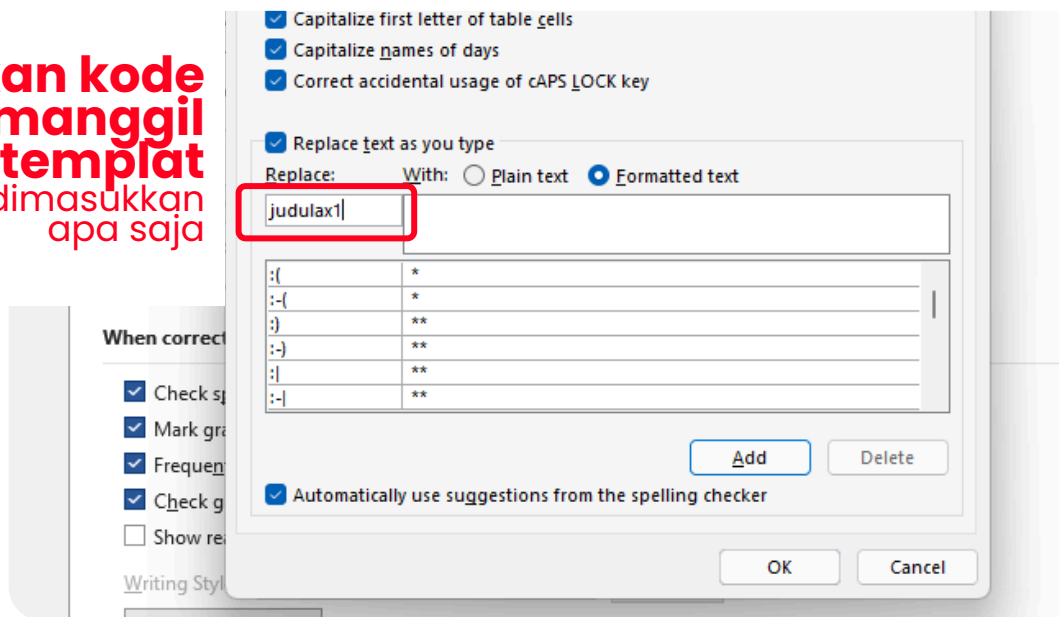 Capitalize first letter of table cells
Capitalize names of days
Correct accidental usage of cAPS LOCK key
an kode
manggil
templat
dimasukkan
apa saja
Replace text as you type
Replace: With: Plain text Formatted text
judulax1
:( *
:-( *
:) **
:-) **
:| **
:-| **
Add Delete
Automatically use suggestions from the spelling checker
OK Cancel
When correct
Check sp
Mark gra
Frequen
Check g
Show re
Writing Styl